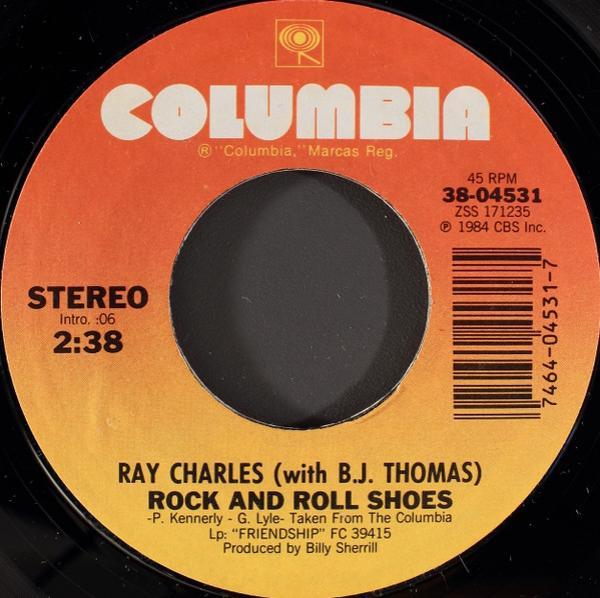 COLUMBIA
® "Columbia," Marcas Reg.
45 RPM
38-04531
ZSS 171235
℗ 1984 CBS Inc.
STEREO
Intro. :06
2:38
7464-04531-7
RAY CHARLES (with B.J. THOMAS)
ROCK AND ROLL SHOES
-P. Kennerly - G. Lyle- Taken From The Columbia
Lp: "FRIENDSHIP" FC 39415
Produced by Billy Sherrill